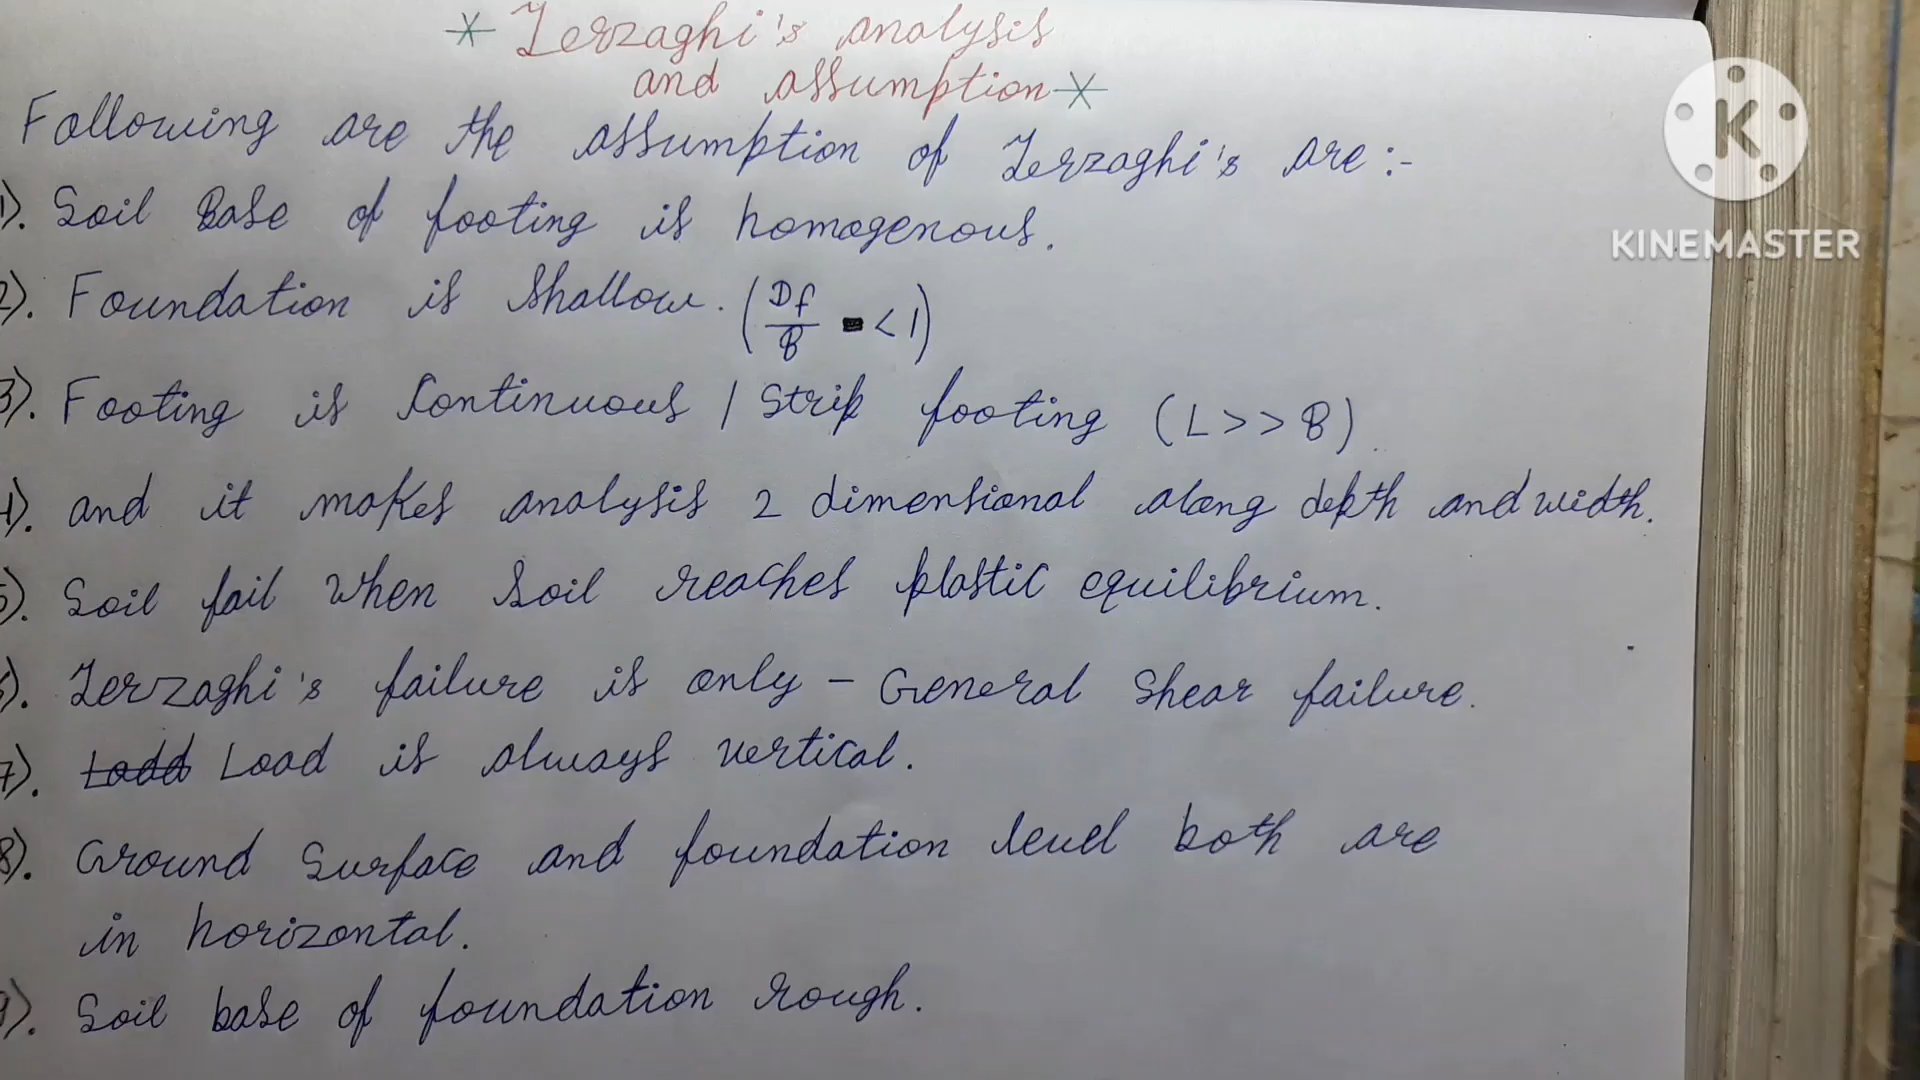 * Terzaghi's analysis
and assumption *
Following are the assumption of Terzaghi's are :-
1). Soil Base of footing is homogenous.
2). Foundation is shallow. (Df/B = <1)
3). Footing is Continuous / Strip footing (L>>B)
4). and it makes analysis 2 dimensional along depth and width.
5). Soil fail when soil reaches plastic equilibrium.
6). Terzaghi's failure is only - General Shear failure.
7). Ladd Load is always vertical.
8). Ground Surface and foundation level both are
in horizontal.
9). Soil base of foundation rough.
K
KINEMASTER